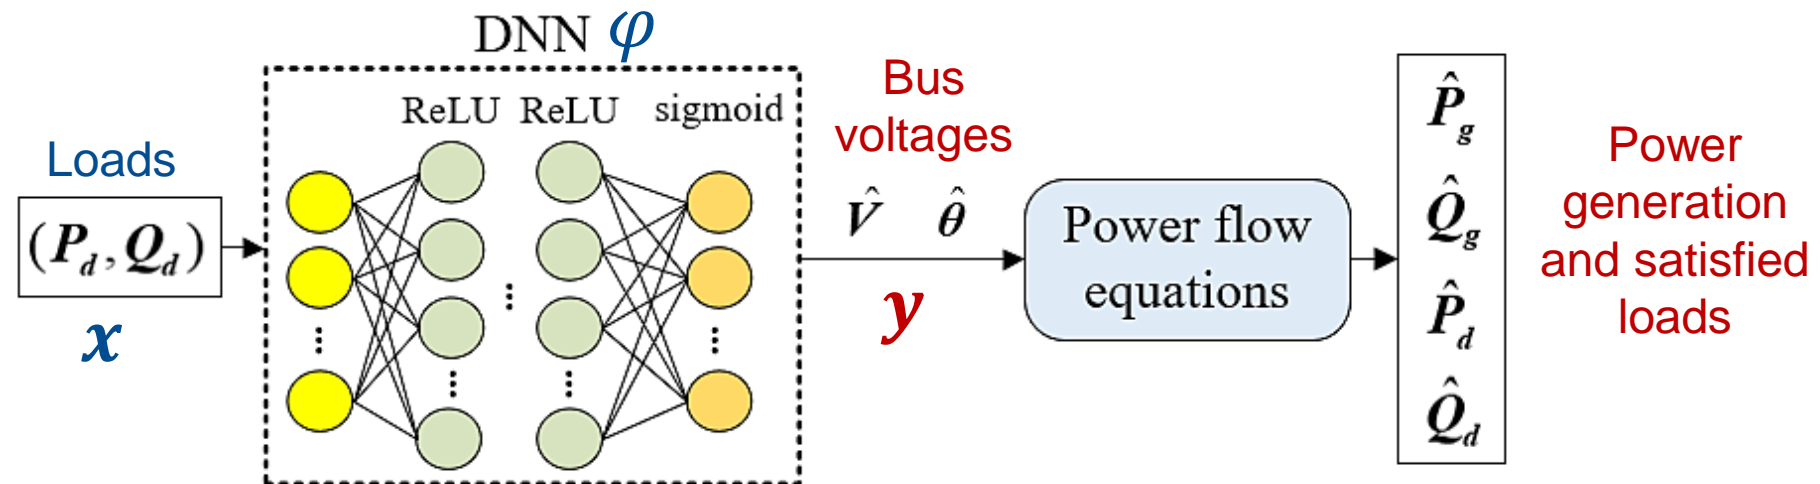 DNN φ
ReLU ReLU sigmoid
Loads
(P_d, Q_d)
x
Bus
voltages
V̂ θ̂
y
Power flow
equations
P̂_g
Q̂_g
P̂_d
Q̂_d
Power
generation
and satisfied
loads